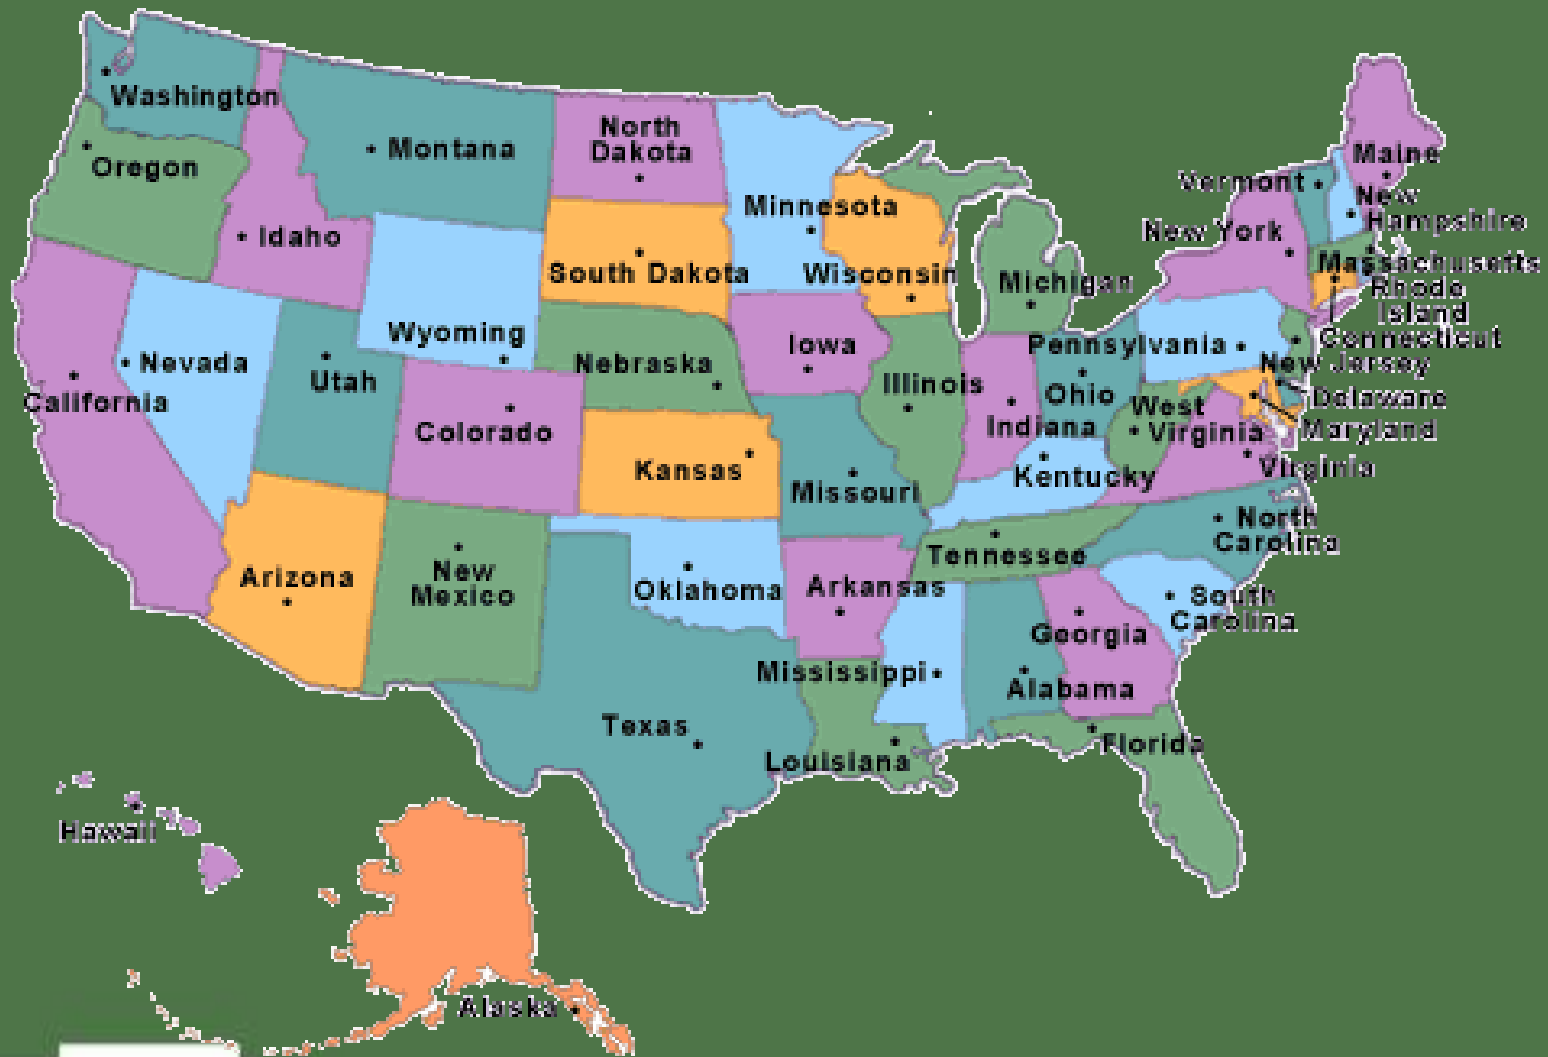 Washington
Oregon
Montana
Idaho
North
Dakota
Minnesota
South Dakota
Wisconsin
Wyoming
Michigan
Maine
Vermont
New
Hampshire
New York
Massachusetts
Rhode
Island
Connecticut
Pennsylvania
New Jersey
Delaware
Maryland
Nevada
California
Utah
Colorado
Nebraska
Iowa
Illinois
Indiana
Ohio
West
Virginia
Virginia
Kansas
Missouri
Kentucky
North
Carolina
Tennessee
Arizona
New
Mexico
Oklahoma
Arkansas
South
Carolina
Georgia
Mississippi
Alabama
Texas
Louisiana
Florida
Hawaii
Alaska